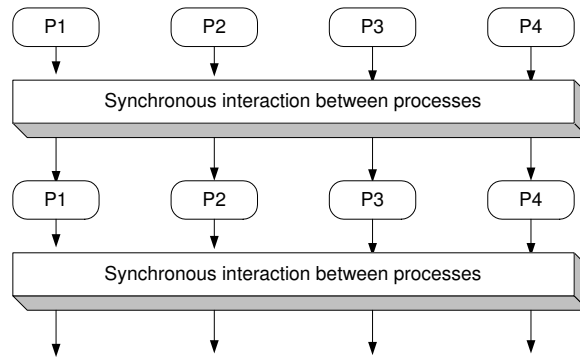 P1 P2 P3 P4
Synchronous interaction between processes
P1 P2 P3 P4
Synchronous interaction between processes